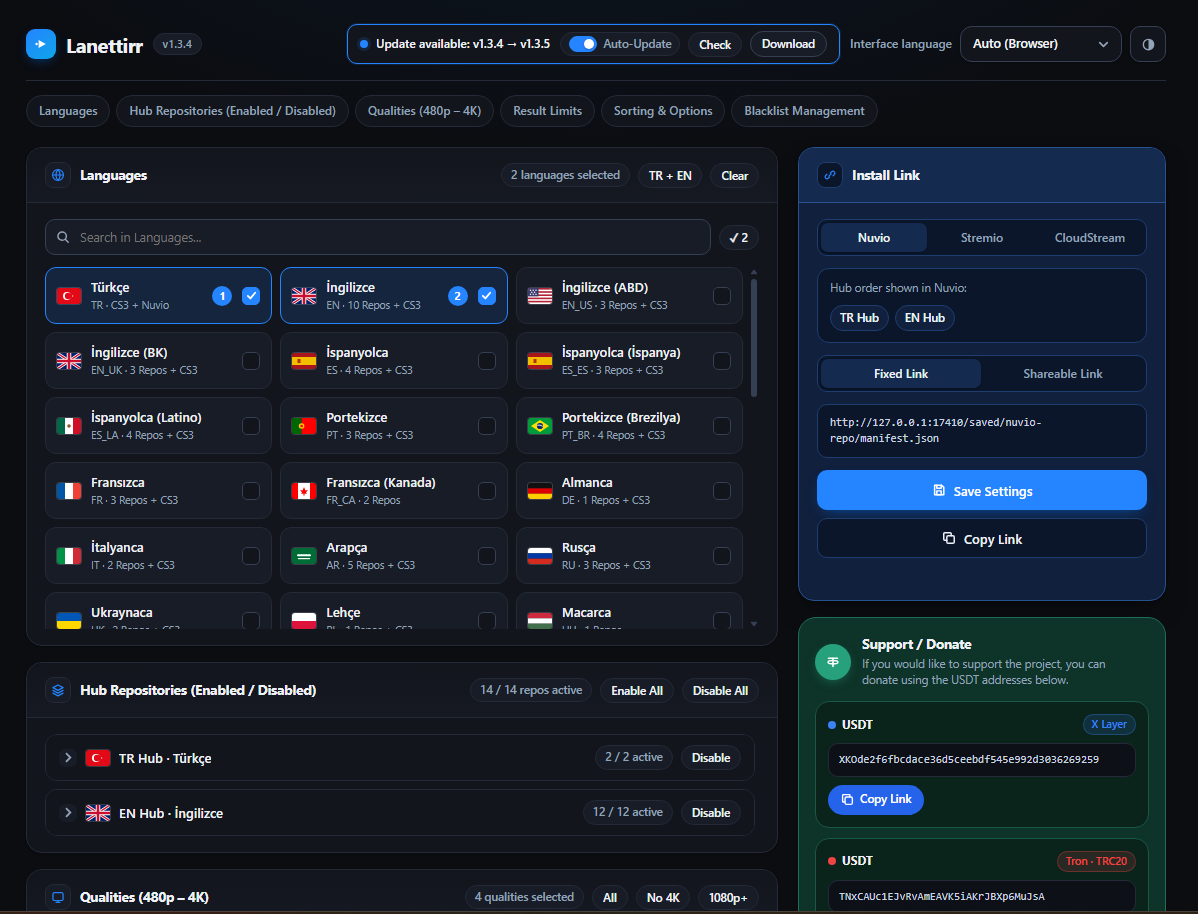 Lanettirr v1.3.4
Update available: v1.3.4 → v1.3.5 Auto-Update Check Download
Interface language Auto (Browser)
Languages Hub Repositories (Enabled / Disabled) Qualities (480p – 4K) Result Limits Sorting & Options Blacklist Management
Languages 2 languages selected TR + EN Clear
Search in Languages... ✓ 2
Türkçe
TR · CS3 + Nuvio
1
İngilizce
EN · 10 Repos + CS3
2
İngilizce (ABD)
EN_US · 3 Repos + CS3
İngilizce (BK)
EN_UK · 3 Repos + CS3
İspanyolca
ES · 4 Repos + CS3
İspanyolca (İspanya)
ES_ES · 3 Repos + CS3
İspanyolca (Latino)
ES_LA · 4 Repos + CS3
Portekizce
PT · 3 Repos + CS3
Portekizce (Brezilya)
PT_BR · 4 Repos + CS3
Fransızca
FR · 3 Repos + CS3
Fransızca (Kanada)
FR_CA · 2 Repos
Almanca
DE · 1 Repos + CS3
İtalyanca
IT · 2 Repos + CS3
Arapça
AR · 5 Repos + CS3
Rusça
RU · 3 Repos + CS3
Ukraynaca
Lehçe
Macarca
Hub Repositories (Enabled / Disabled) 14 / 14 repos active Enable All Disable All
TR Hub · Türkçe 2 / 2 active Disable
EN Hub · İngilizce 12 / 12 active Disable
Qualities (480p – 4K) 4 qualities selected All No 4K 1080p+
Install Link
Nuvio Stremio CloudStream
Hub order shown in Nuvio:
TR Hub EN Hub
Fixed Link Shareable Link
http://127.0.0.1:17410/saved/nuvio-
repo/manifest.json
Save Settings
Copy Link
Support / Donate
If you would like to support the project, you can
donate using the USDT addresses below.
USDT X Layer
XKOde2f6fbcdace36d5ceebdf545e992d3036269259
Copy Link
USDT Tron · TRC20
TNxCAUc1EJvRvAmEAVK5iAKrJBXp6MuJsA